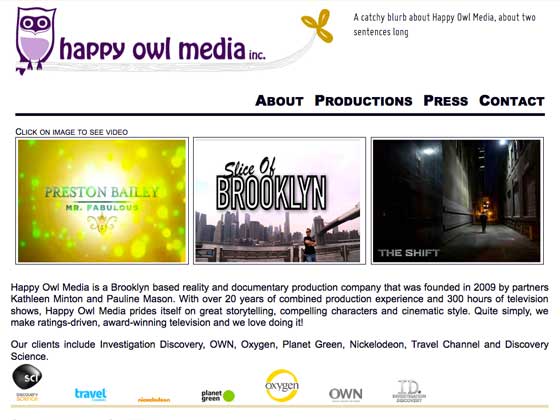 happy owl media inc.
A catchy blurb about Happy Owl Media, about two
sentences long
About Productions Press Contact
Click on image to see video
PRESTON BAILEY
MR. FABULOUS
Slice Of
BROOKLYN
THE SHIFT
Happy Owl Media is a Brooklyn based reality and documentary production company that was founded in 2009 by partners
Kathleen Minton and Pauline Mason. With over 20 years of combined production experience and 300 hours of television
shows, Happy Owl Media prides itself on great storytelling, compelling characters and cinematic style. Quite simply, we
make ratings-driven, award-winning television and we love doing it!
Our clients include Investigation Discovery, OWN, Oxygen, Planet Green, Nickelodeon, Travel Channel and Discovery
Science.
sci
DISCOVERY
SCIENCE
travel
nickelodeon
planet
green
oxygen
OWN
ID
INVESTIGATION
DISCOVERY